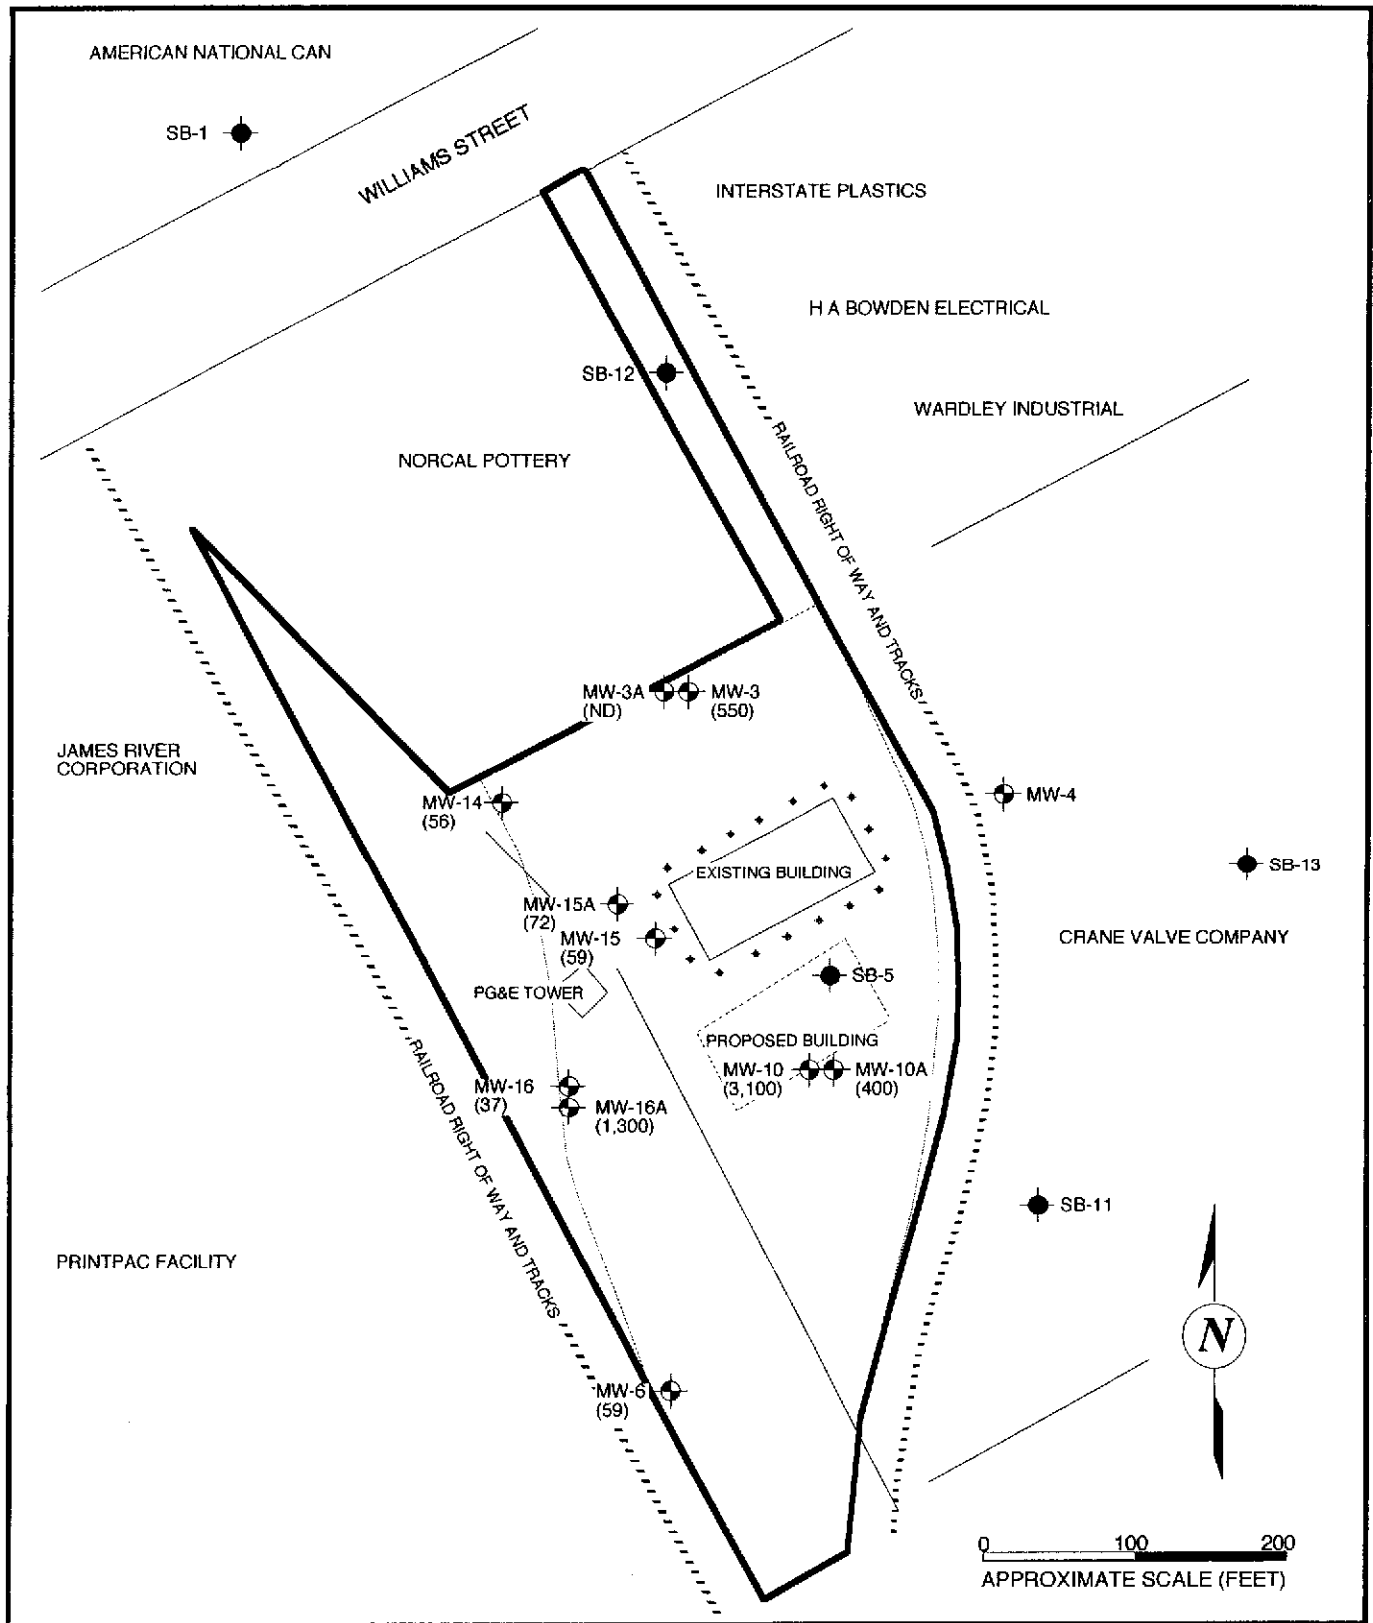 AMERICAN NATIONAL CAN
SB-1
WILLIAMS STREET
INTERSTATE PLASTICS
H A BOWDEN ELECTRICAL
SB-12
WARDLEY INDUSTRIAL
NORCAL POTTERY
RAILROAD RIGHT OF WAY AND TRACKS
MW-3A
(ND)
MW-3
(550)
JAMES RIVER
CORPORATION
MW-14
(56)
MW-4
SB-13
EXISTING BUILDING
MW-15A
(72)
MW-15
(59)
CRANE VALVE COMPANY
SB-5
PG&E TOWER
PROPOSED BUILDING
MW-10
(3,100)
MW-10A
(400)
RAILROAD RIGHT OF WAY AND TRACKS
MW-16
(37)
MW-16A
(1,300)
SB-11
PRINTPAC FACILITY
N
MW-6
(59)
0 100 200
APPROXIMATE SCALE (FEET)